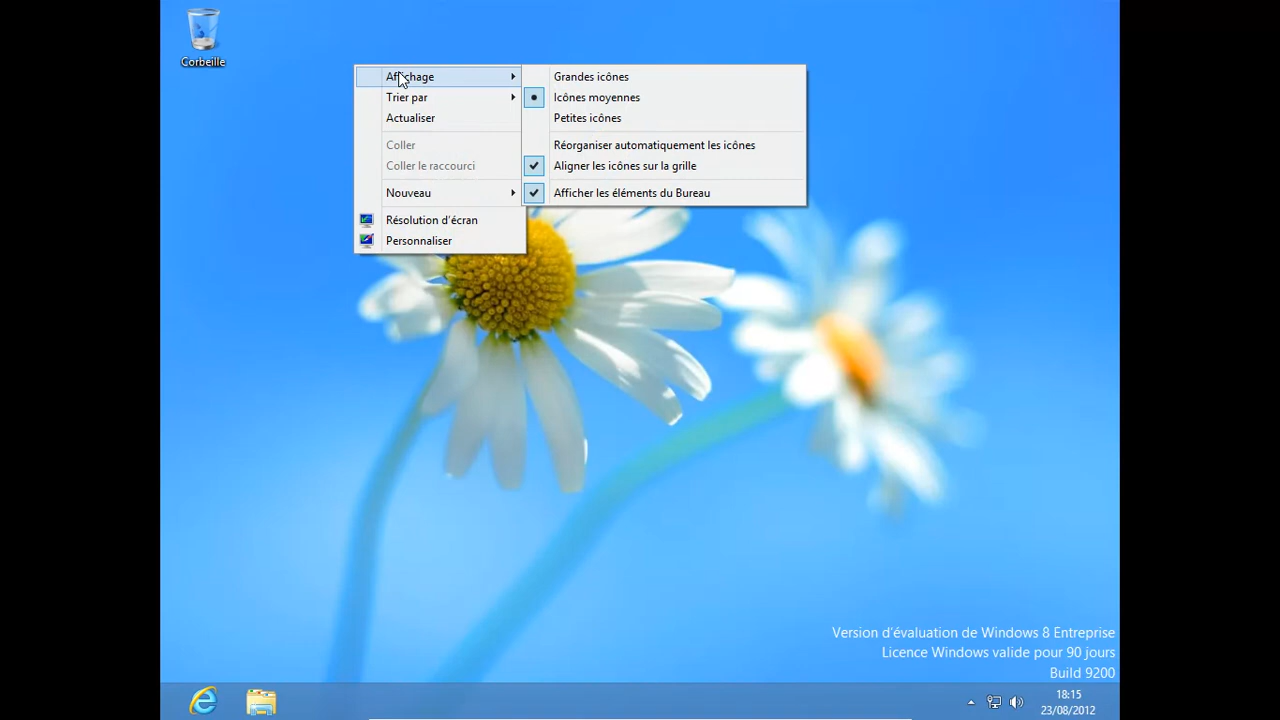 Corbeille
Affichage
Trier par
Actualiser
Coller
Coller le raccourci
Nouveau
Résolution d'écran
Personnaliser
Grandes icônes
Icônes moyennes
Petites icônes
Réorganiser automatiquement les icônes
Aligner les icônes sur la grille
Afficher les éléments du Bureau
Version d'évaluation de Windows 8 Entreprise
Licence Windows valide pour 90 jours
Build 9200
18:15
23/08/2012